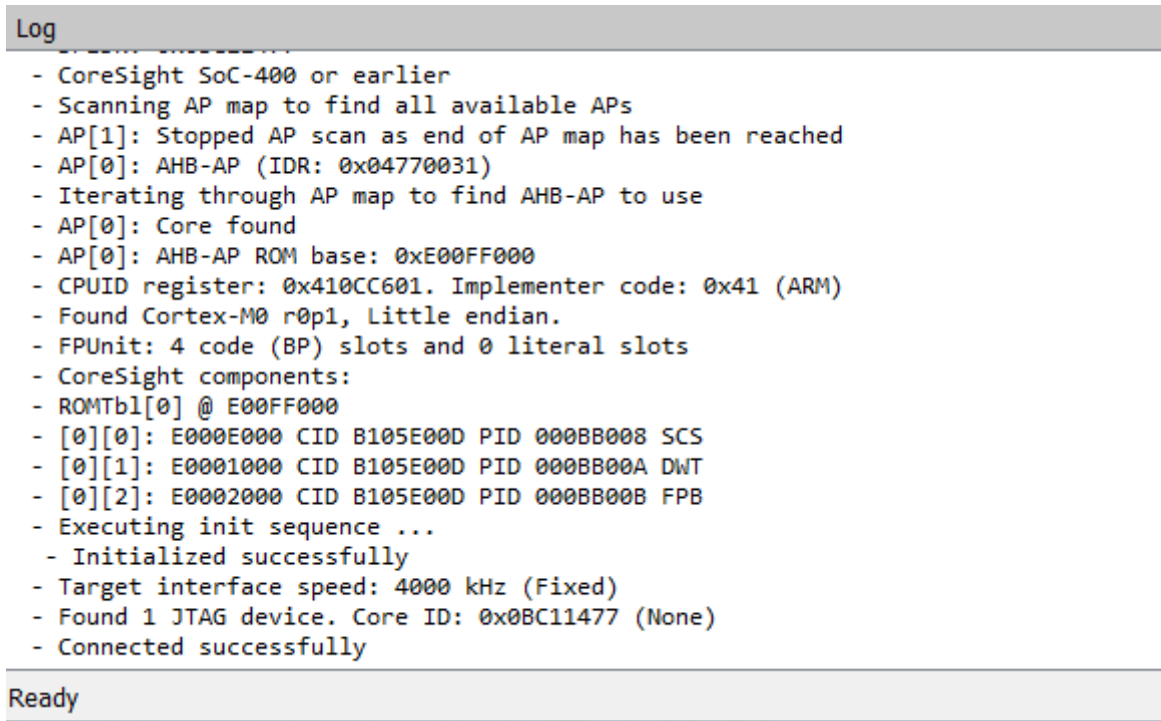 Log
- CoreSight SoC-400 or earlier
- Scanning AP map to find all available APs
- AP[1]: Stopped AP scan as end of AP map has been reached
- AP[0]: AHB-AP (IDR: 0x04770031)
- Iterating through AP map to find AHB-AP to use
- AP[0]: Core found
- AP[0]: AHB-AP ROM base: 0xE00FF000
- CPUID register: 0x410CC601. Implementer code: 0x41 (ARM)
- Found Cortex-M0 r0p1, Little endian.
- FPUnit: 4 code (BP) slots and 0 literal slots
- CoreSight components:
- ROMTbl[0] @ E00FF000
- [0][0]: E000E000 CID B105E00D PID 000BB008 SCS
- [0][1]: E0001000 CID B105E00D PID 000BB00A DWT
- [0][2]: E0002000 CID B105E00D PID 000BB00B FPB
- Executing init sequence ...
- Initialized successfully
- Target interface speed: 4000 kHz (Fixed)
- Found 1 JTAG device. Core ID: 0x0BC11477 (None)
- Connected successfully
Ready